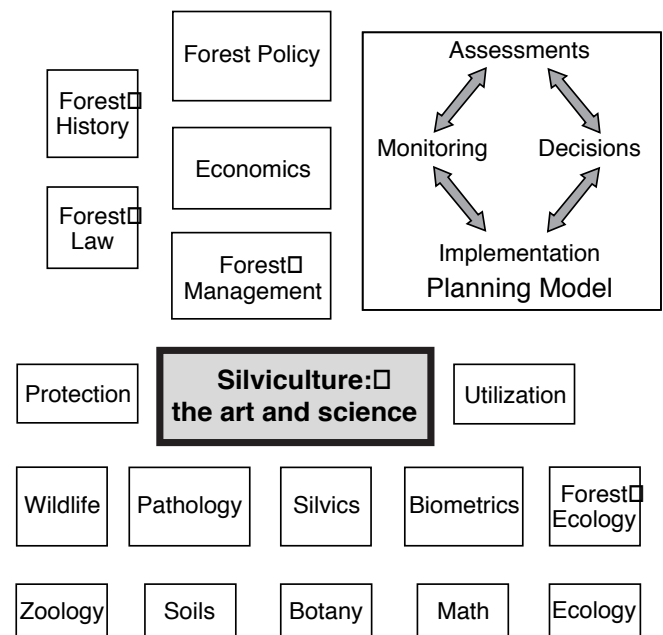 Forest Policy
Forest
History
Economics
Forest
Law
Forest
Management
Assessments
Monitoring
Decisions
Implementation
Planning Model
Protection
Silviculture:
the art and science
Utilization
Wildlife
Pathology
Silvics
Biometrics
Forest
Ecology
Zoology
Soils
Botany
Math
Ecology